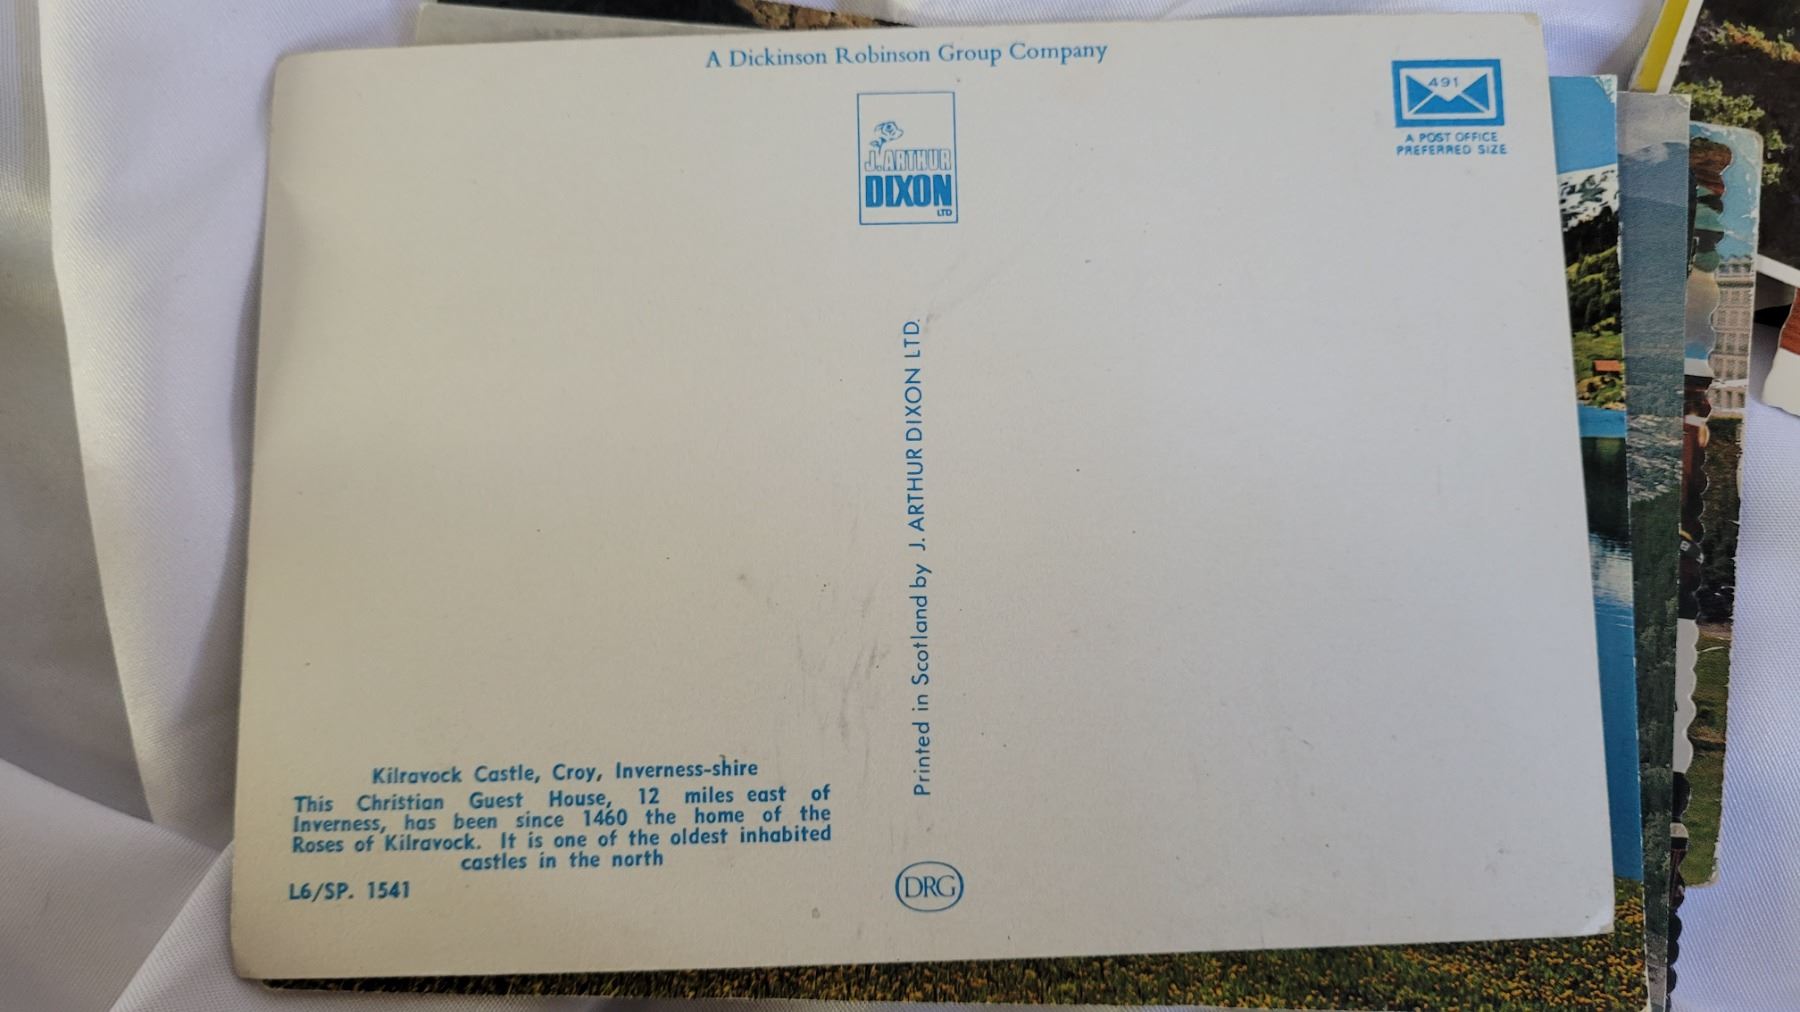 A Dickinson Robinson Group Company
491
A POST OFFICE
PREFERRED SIZE
J. ARTHUR
DIXON
LTD
Printed in Scotland by J. ARTHUR DIXON LTD.
Kilravock Castle, Croy, Inverness-shire
This Christian Guest House, 12 miles east of
Inverness, has been since 1460 the home of the
Roses of Kilravock. It is one of the oldest inhabited
castles in the north
L6/SP. 1541
DRG